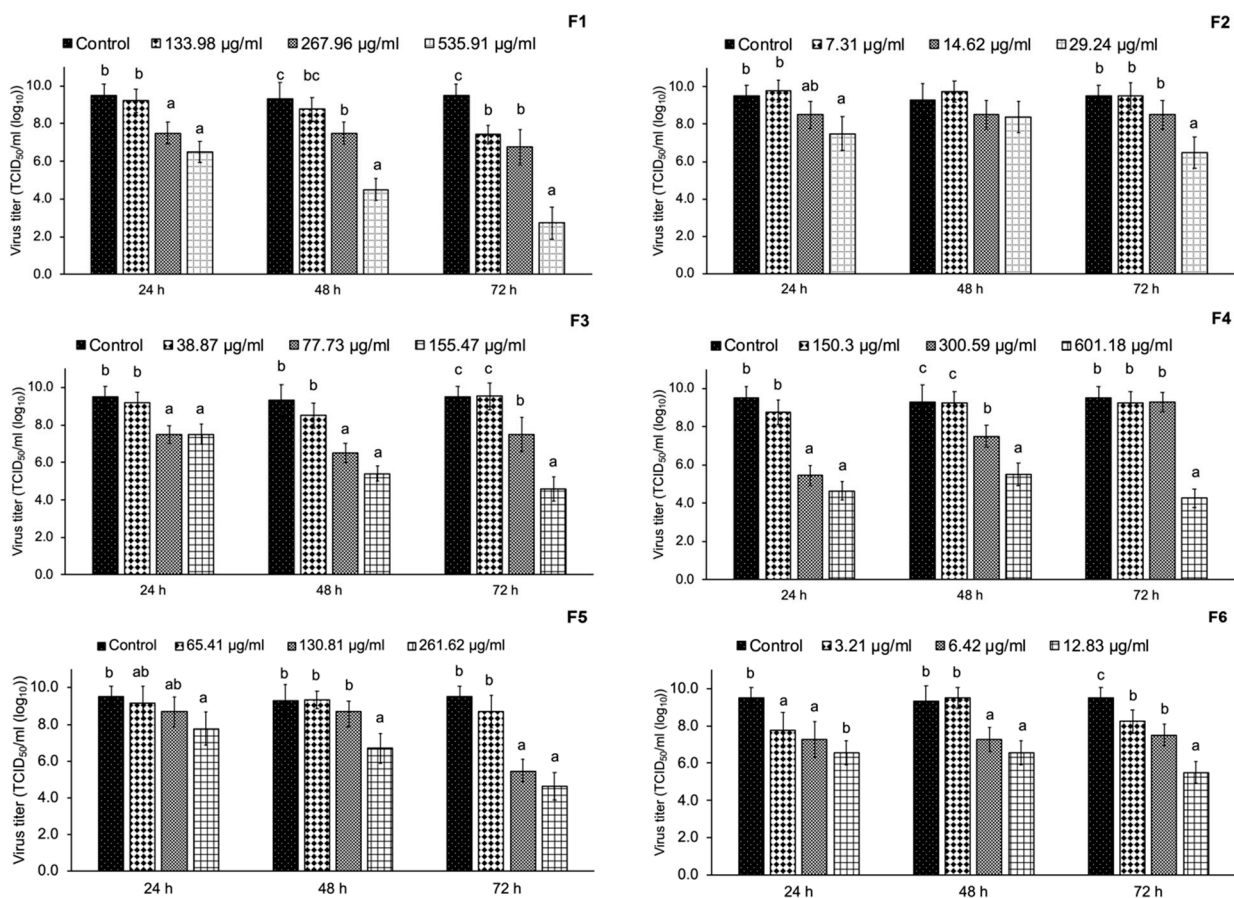 F1
Control 133.98 µg/ml 267.96 µg/ml 535.91 µg/ml
Virus titer (TCID50/ml (log10))
10.0
8.0
6.0
4.0
2.0
0.0
b b a a
c bc b a
c b b a
24 h 48 h 72 h
F2
Control 7.31 µg/ml 14.62 µg/ml 29.24 µg/ml
Virus titer (TCID50/ml (log10))
10.0
8.0
6.0
4.0
2.0
0.0
b b ab a
b b b a
24 h 48 h 72 h
F3
Control 38.87 µg/ml 77.73 µg/ml 155.47 µg/ml
Virus titer (TCID50/ml (log10))
10.0
8.0
6.0
4.0
2.0
0.0
b b a a
b b a a
c c b a
24 h 48 h 72 h
F4
Control 150.3 µg/ml 300.59 µg/ml 601.18 µg/ml
Virus titer (TCID50/ml (log10))
10.0
8.0
6.0
4.0
2.0
0.0
b b a a
c c b a
b b b a
24 h 48 h 72 h
F5
Control 65.41 µg/ml 130.81 µg/ml 261.62 µg/ml
Virus titer (TCID50/ml (log10))
10.0
8.0
6.0
4.0
2.0
0.0
b ab ab a
b b b a
b b a a
24 h 48 h 72 h
F6
Control 3.21 µg/ml 6.42 µg/ml 12.83 µg/ml
Virus titer (TCID50/ml (log10))
10.0
8.0
6.0
4.0
2.0
0.0
b a a b
b b a a
c b b a
24 h 48 h 72 h